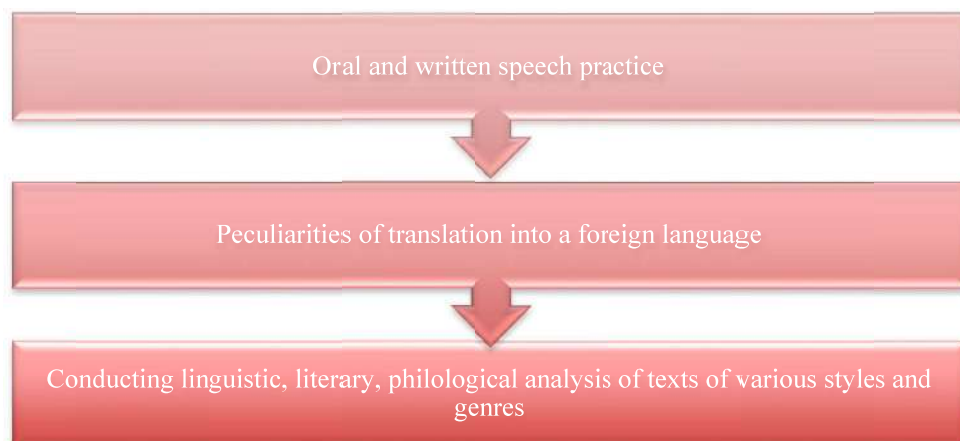 Oral and written speech practice
Peculiarities of translation into a foreign language
Conducting linguistic, literary, philological analysis of texts of various styles and
genres